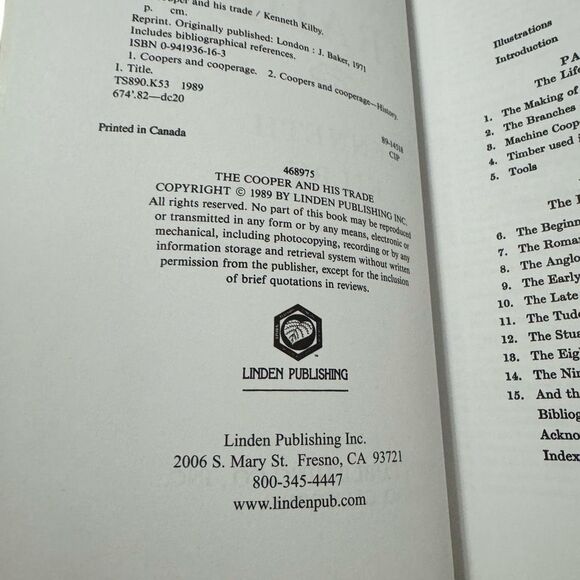 and his trade / Kenneth Kilby.
p. cm.
Reprint. Originally published: London : J. Baker, 1971
Includes bibliographical references.
ISBN 0-941936-16-3
1. Coopers and cooperage. 2. Coopers and cooperage—History.
1. Title.
TS890.K53 1989
674'.82—dc20
89-14518
CIP
Printed in Canada
468975
THE COOPER AND HIS TRADE
COPYRIGHT © 1989 BY LINDEN PUBLISHING INC.
All rights reserved. No part of this book may be reproduced
or transmitted in any form or by any means, electronic or
mechanical, including photocopying, recording or by any
information storage and retrieval system without written
permission from the publisher, except for the inclusion
of brief quotations in reviews.
LINDEN PUBLISHING
Linden Publishing Inc.
2006 S. Mary St. Fresno, CA 93721
800-345-4447
www.lindenpub.com
Illustrations
Introduction
PA
The Life
1. The Making of
2. The Branches
3. Machine Coop
4. Timber used
5. Tools
The
6. The Beginn
7. The Roma
8. The Anglo
9. The Early
10. The Late
11. The Tudo
12. The Stua
13. The Eig
14. The Nin
15. And th
Bibliog
Ackno
Index